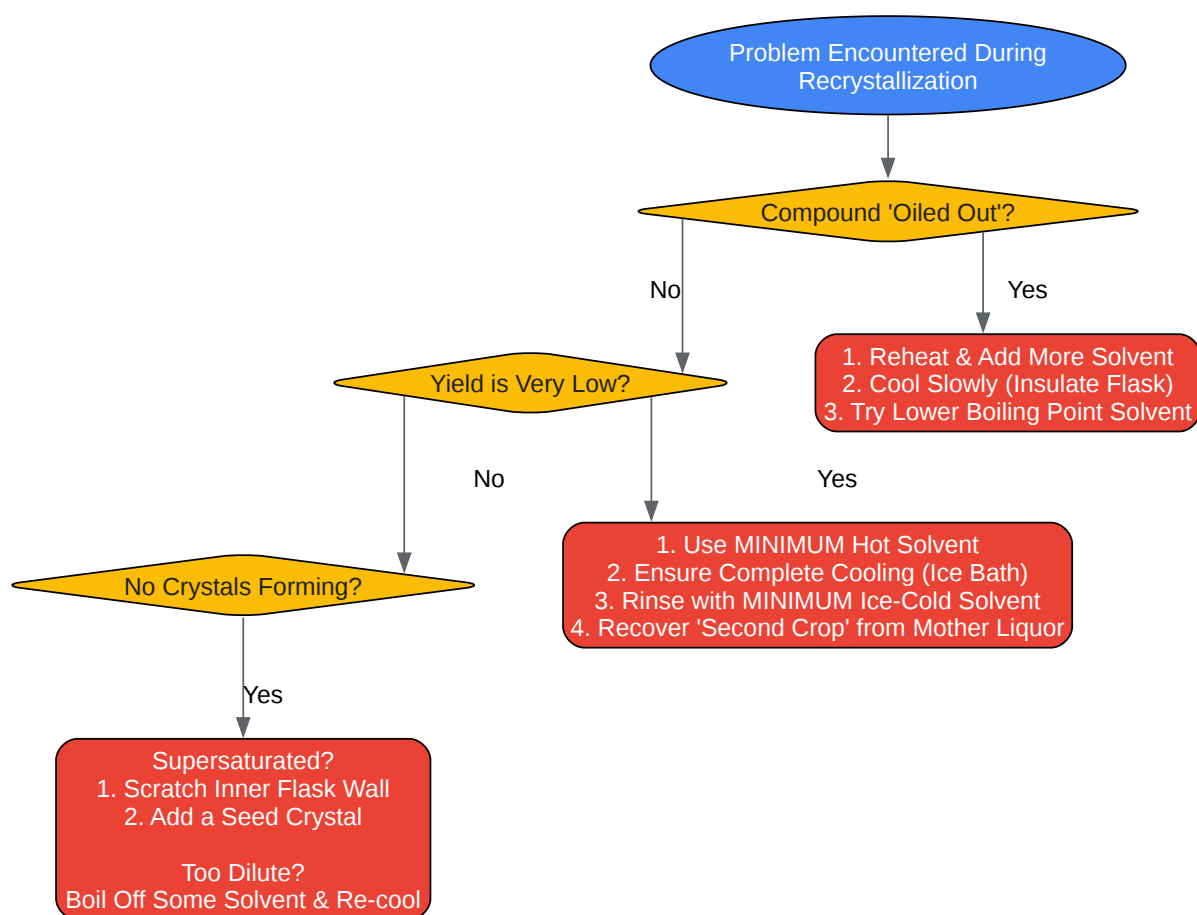 Problem Encountered During
Recrystallization
Compound 'Oiled Out'?
No
Yes
1. Reheat & Add More Solvent
2. Cool Slowly (Insulate Flask)
3. Try Lower Boiling Point Solvent
Yield is Very Low?
No
Yes
1. Use MINIMUM Hot Solvent
2. Ensure Complete Cooling (Ice Bath)
3. Rinse with MINIMUM Ice-Cold Solvent
4. Recover 'Second Crop' from Mother Liquor
No Crystals Forming?
Yes
Supersaturated?
1. Scratch Inner Flask Wall
2. Add a Seed Crystal
Too Dilute?
Boil Off Some Solvent & Re-cool